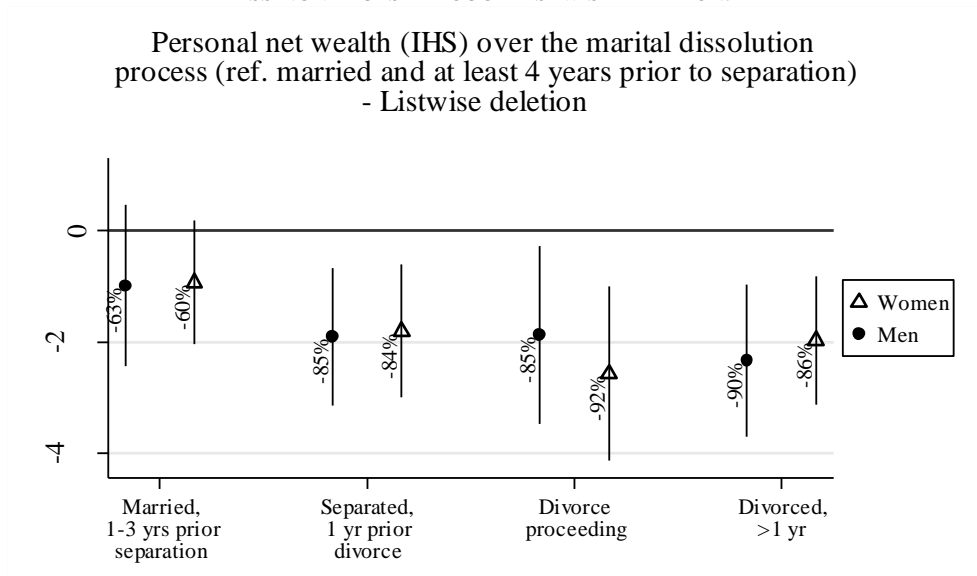 Personal net wealth (IHS) over the marital dissolution
process (ref. married and at least 4 years prior to separation)
- Listwise deletion
0
-2
-4
-63%
-60%
-85%
-84%
-85%
-92%
-90%
-86%
Women
Men
Married,
1-3 yrs prior
separation
Separated,
1 yr prior
divorce
Divorce
proceeding
Divorced,
>1 yr